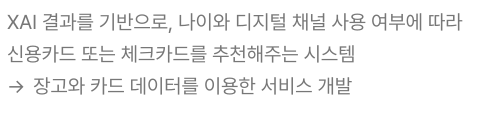 XAI 결과를 기반으로, 나이와 디지털 채널 사용 여부에 따라
신용카드 또는 체크카드를 추천해주는 시스템
→ 장고와 카드 데이터를 이용한 서비스 개발